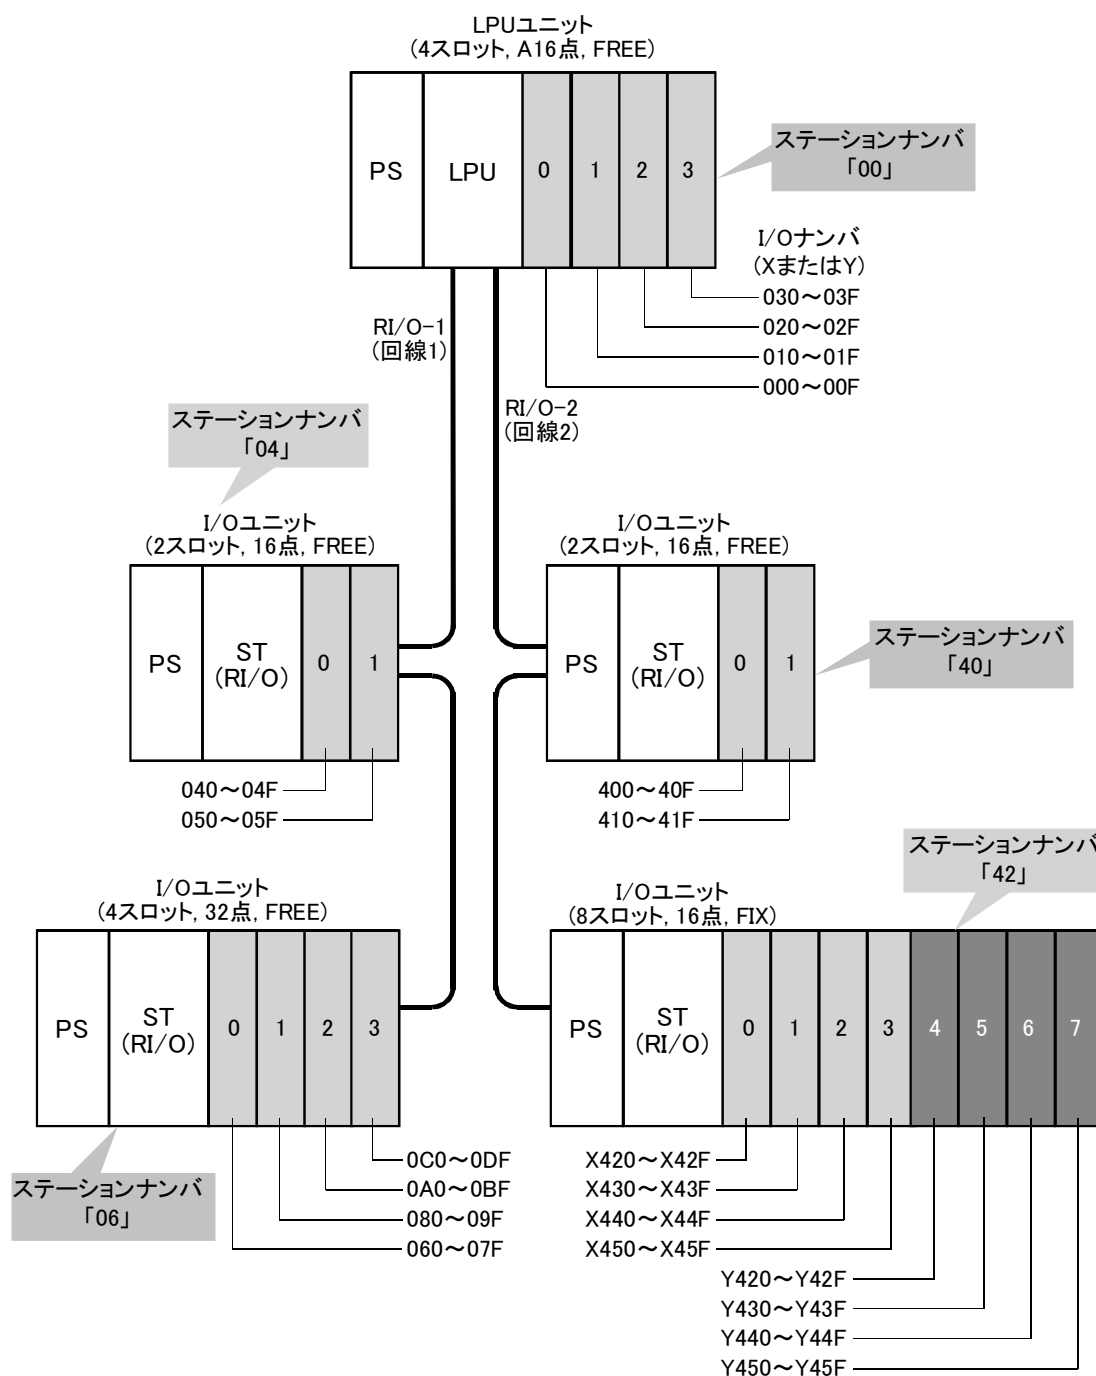 LPUユニット
(4スロット, A16点, FREE)
PS
LPU
0
1
2
3
ステーションナンバ
「00」
I/Oナンバ
(XまたはY)
030～03F
020～02F
010～01F
000～00F
RI/O-1
(回線1)
RI/O-2
(回線2)
ステーションナンバ
「04」
I/Oユニット
(2スロット, 16点, FREE)
PS
ST
(RI/O)
0
1
040～04F
050～05F
I/Oユニット
(2スロット, 16点, FREE)
PS
ST
(RI/O)
0
1
ステーションナンバ
「40」
400～40F
410～41F
I/Oユニット
(4スロット, 32点, FREE)
PS
ST
(RI/O)
0
1
2
3
ステーションナンバ
「06」
0C0～0DF
0A0～0BF
080～09F
060～07F
ステーションナンバ
「42」
I/Oユニット
(8スロット, 16点, FIX)
PS
ST
(RI/O)
0
1
2
3
4
5
6
7
X420～X42F
X430～X43F
X440～X44F
X450～X45F
Y420～Y42F
Y430～Y43F
Y440～Y44F
Y450～Y45F